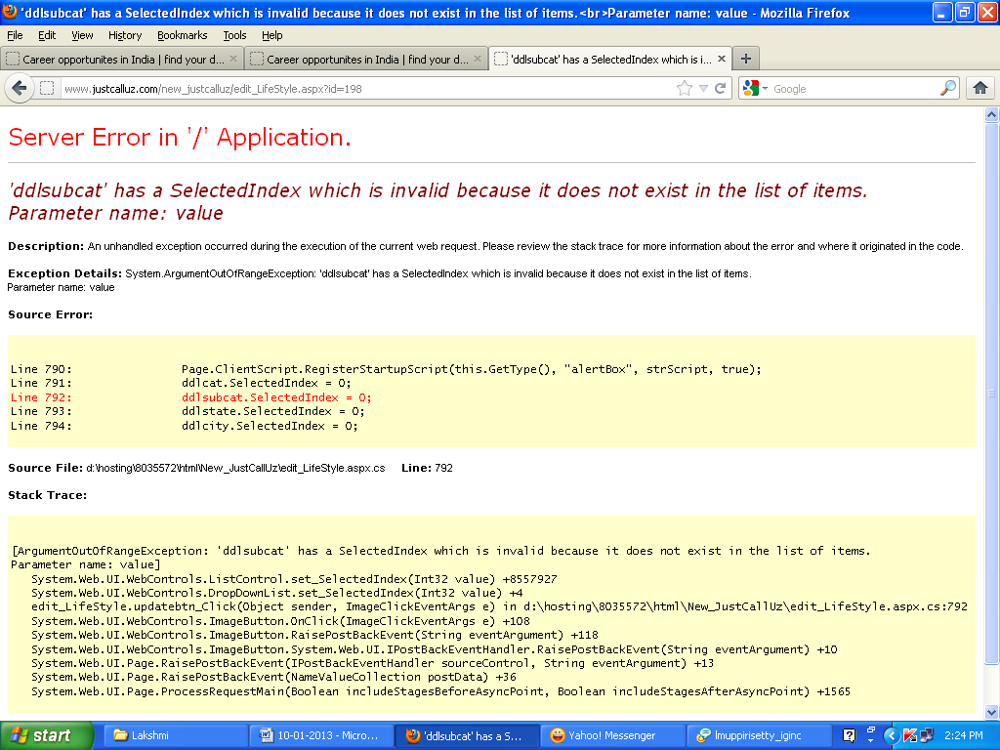 'ddlsubcat' has a SelectedIndex which is invalid because it does not exist in the list of items.<br>Parameter name: value - Mozilla Firefox
File Edit View History Bookmarks Tools Help
Career opportunites in India | find your d...
Career opportunites in India | find your d...
'ddlsubcat' has a SelectedIndex which is i...
www.justcalluz.com/new_justcalluz/edit_LifeStyle.aspx?id=198
Google
Server Error in '/' Application.
'ddlsubcat' has a SelectedIndex which is invalid because it does not exist in the list of items.
Parameter name: value
Description: An unhandled exception occurred during the execution of the current web request. Please review the stack trace for more information about the error and where it originated in the code.
Exception Details: System.ArgumentOutOfRangeException: 'ddlsubcat' has a SelectedIndex which is invalid because it does not exist in the list of items.
Parameter name: value
Source Error:
Line 790: Page.ClientScript.RegisterStartupScript(this.GetType(), "alertBox", strScript, true);
Line 791: ddlcat.SelectedIndex = 0;
Line 792: ddlsubcat.SelectedIndex = 0;
Line 793: ddlstate.SelectedIndex = 0;
Line 794: ddlcity.SelectedIndex = 0;
Source File: d:\hosting\8035572\html\New_JustCallUz\edit_LifeStyle.aspx.cs Line: 792
Stack Trace:
[ArgumentOutOfRangeException: 'ddlsubcat' has a SelectedIndex which is invalid because it does not exist in the list of items.
Parameter name: value]
System.Web.UI.WebControls.ListControl.set_SelectedIndex(Int32 value) +8557927
System.Web.UI.WebControls.DropDownList.set_SelectedIndex(Int32 value) +4
edit_LifeStyle.updatebtn_Click(Object sender, ImageClickEventArgs e) in d:\hosting\8035572\html\New_JustCallUz\edit_LifeStyle.aspx.cs:792
System.Web.UI.WebControls.ImageButton.OnClick(ImageClickEventArgs e) +108
System.Web.UI.WebControls.ImageButton.RaisePostBackEvent(String eventArgument) +118
System.Web.UI.WebControls.ImageButton.System.Web.UI.IPostBackEventHandler.RaisePostBackEvent(String eventArgument) +10
System.Web.UI.Page.RaisePostBackEvent(IPostBackEventHandler sourceControl, String eventArgument) +13
System.Web.UI.Page.RaisePostBackEvent(NameValueCollection postData) +36
System.Web.UI.Page.ProcessRequestMain(Boolean includeStagesBeforeAsyncPoint, Boolean includeStagesAfterAsyncPoint) +1565
start Lakshmi 10-01-2013 - Micro... 'ddlsubcat' has a S... Yahoo! Messenger lmuppirisetty_iginc 2:24 PM